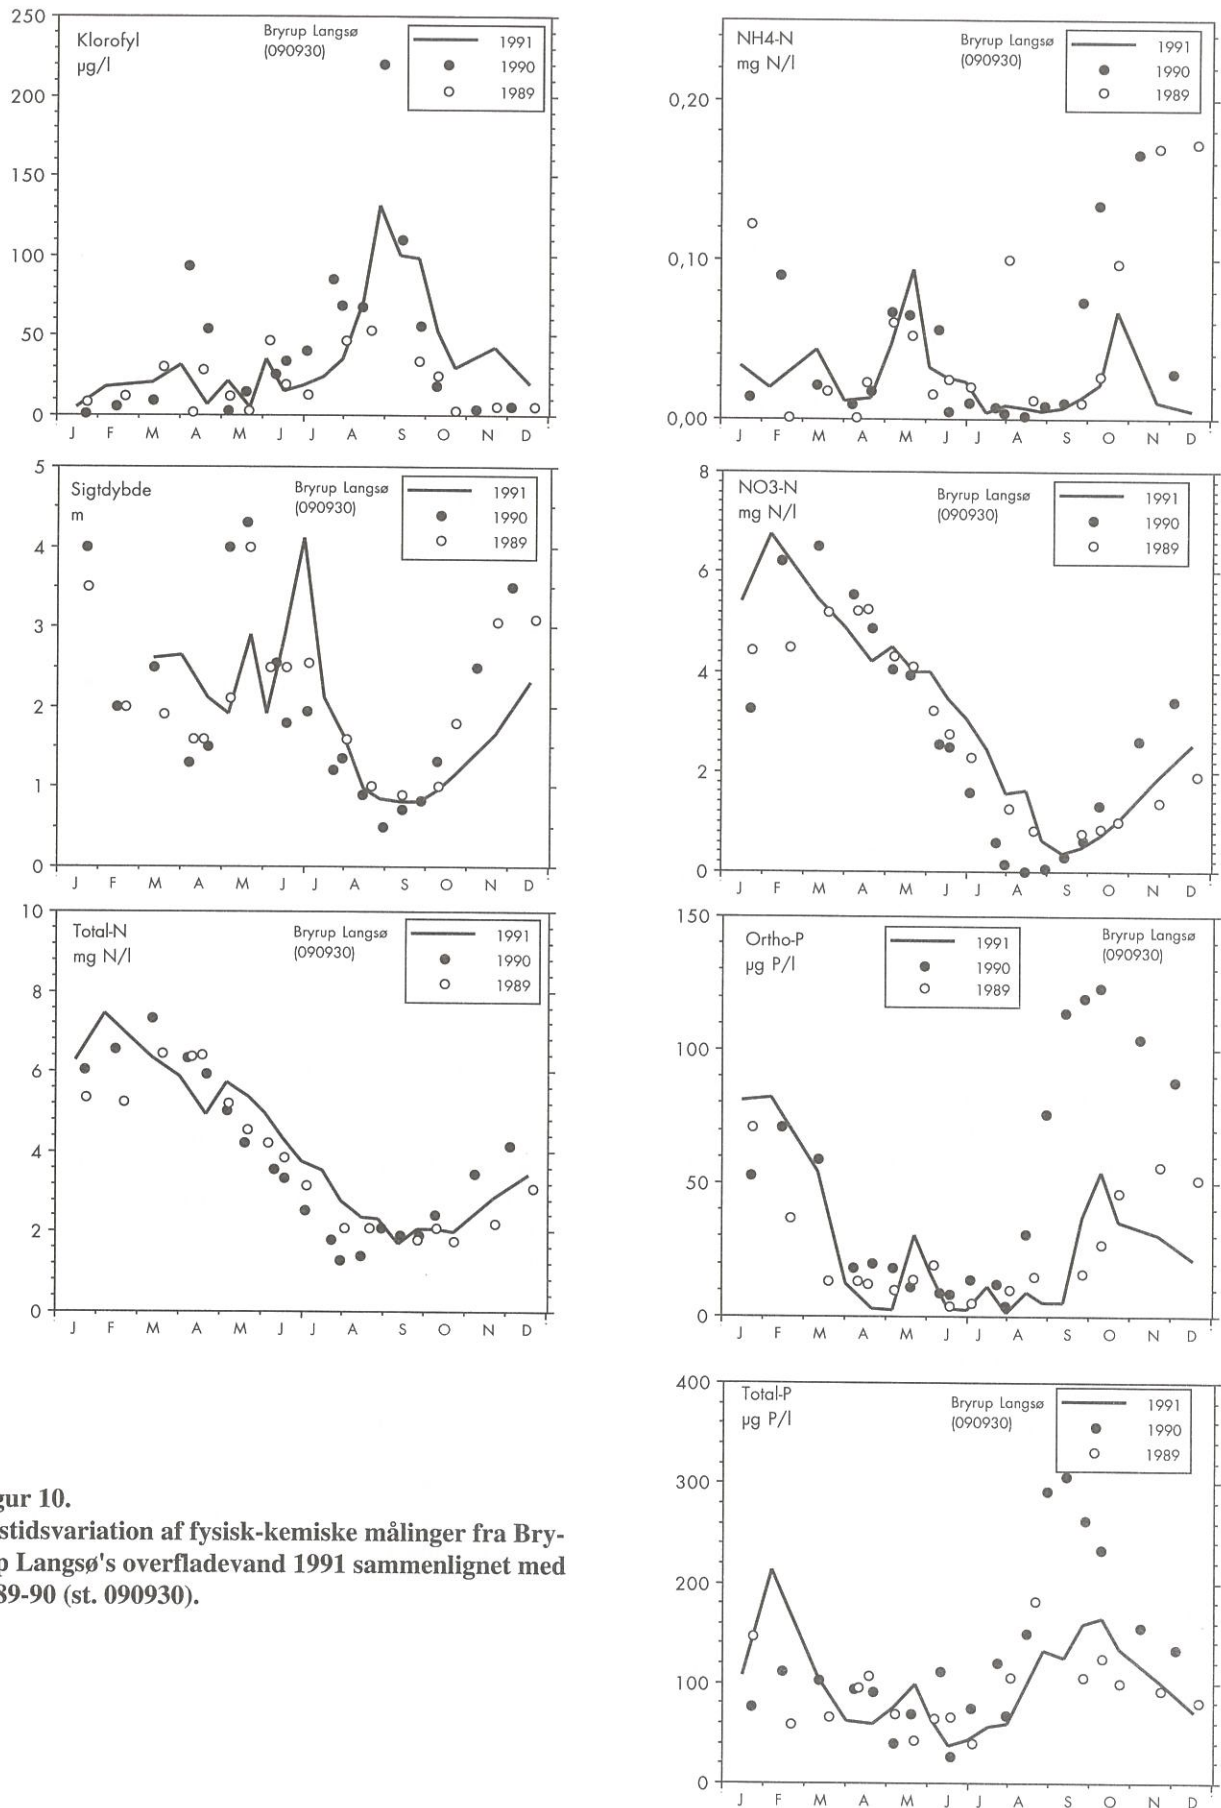 250
200
150
100
50
0
Klorofyl
µg/l
Bryrup Langsø
(090930)
1991
1990
1989
J F M A M J J A S O N D
0,20
0,10
0,00
NH4-N
mg N/l
Bryrup Langsø
(090930)
1991
1990
1989
J F M A M J J A S O N D
5
4
3
2
1
0
Sigtdybde
m
Bryrup Langsø
(090930)
1991
1990
1989
J F M A M J J A S O N D
8
6
4
2
0
NO3-N
mg N/l
Bryrup Langsø
(090930)
1991
1990
1989
J F M A M J J A S O N D
10
8
6
4
2
0
Total-N
mg N/l
Bryrup Langsø
(090930)
1991
1990
1989
J F M A M J J A S O N D
150
100
50
0
Ortho-P
µg P/l
1991
1990
1989
Bryrup Langsø
(090930)
J F M A M J J A S O N D
400
300
200
100
0
Total-P
µg P/l
Bryrup Langsø
(090930)
1991
1990
1989
J F M A M J J A S O N D
gur 10.
stidsvariation af fysisk-kemiske målinger fra Bry-
p Langsø's overfladevand 1991 sammenlignet med
89-90 (st. 090930).